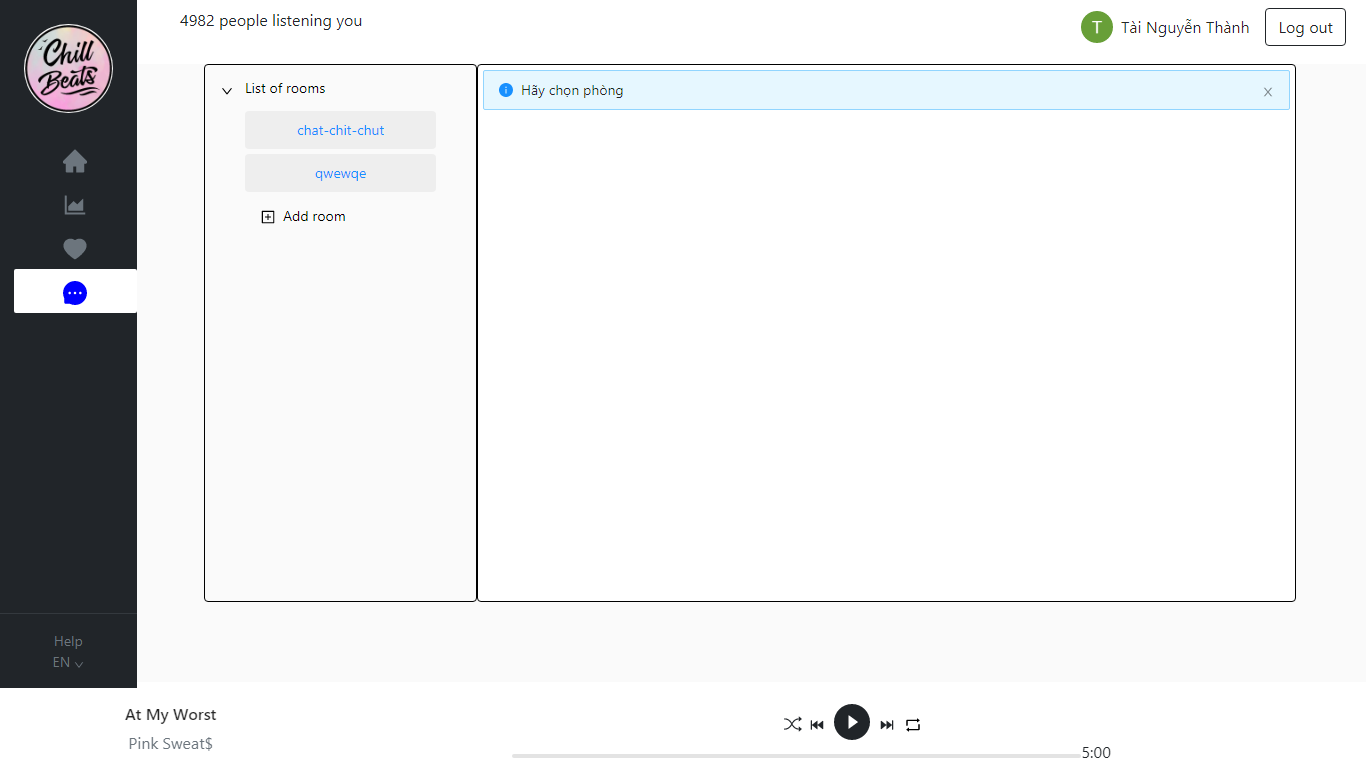 Chill
Beats
4982 people listening you
T
Tài Nguyễn Thành
Log out
List of rooms
chat-chit-chut
qwewqe
Add room
Hãy chọn phòng
Help
EN
At My Worst
Pink Sweat$
5:00